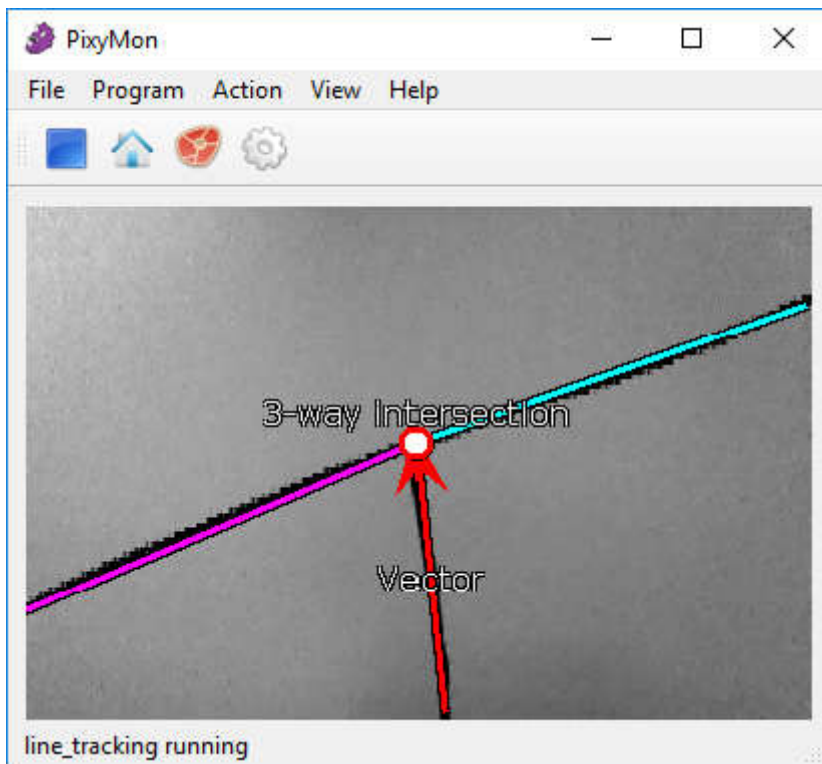 PixyMon
File Program Action View Help
3-way Intersection
Vector
line_tracking running